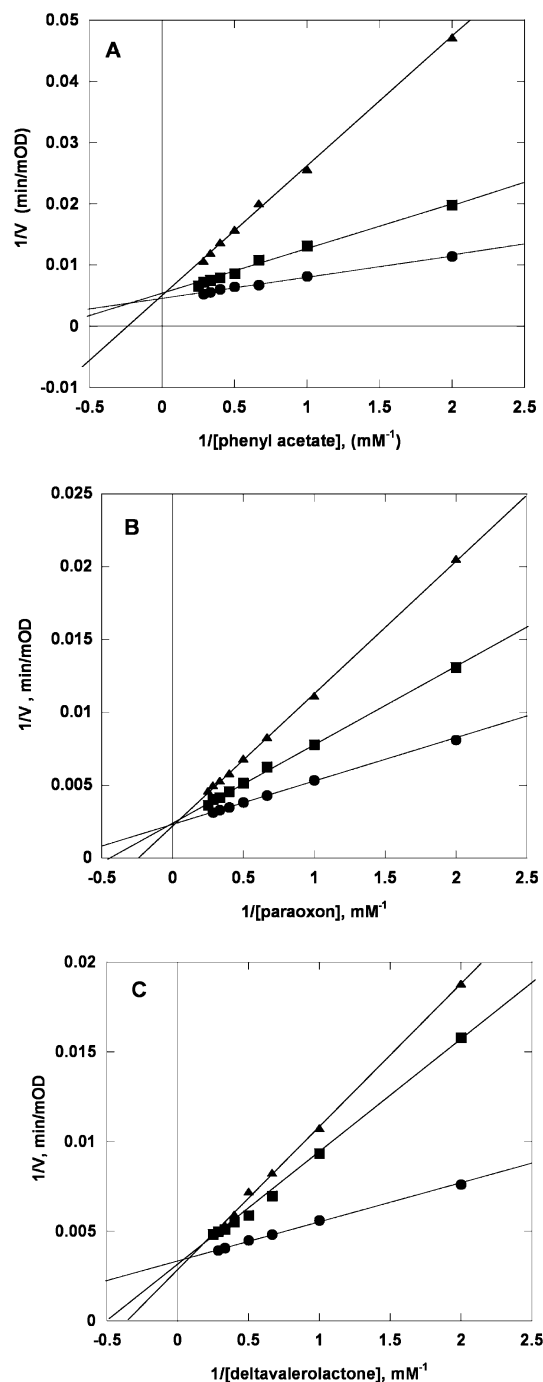 A
0.05
0.04
0.03
0.02
0.01
0
-0.01
1/V (min/mOD)
-0.5 0 0.5 1 1.5 2 2.5
1/[phenyl acetate], (mM⁻¹)
B
0.025
0.02
0.015
0.01
0.005
0
1/V , min/mOD
-0.5 0 0.5 1 1.5 2 2.5
1/[paraoxon], mM⁻¹
C
0.02
0.015
0.01
0.005
0
1/V, min/mOD
-0.5 0 0.5 1 1.5 2 2.5
1/[deltavalerolactone], mM⁻¹